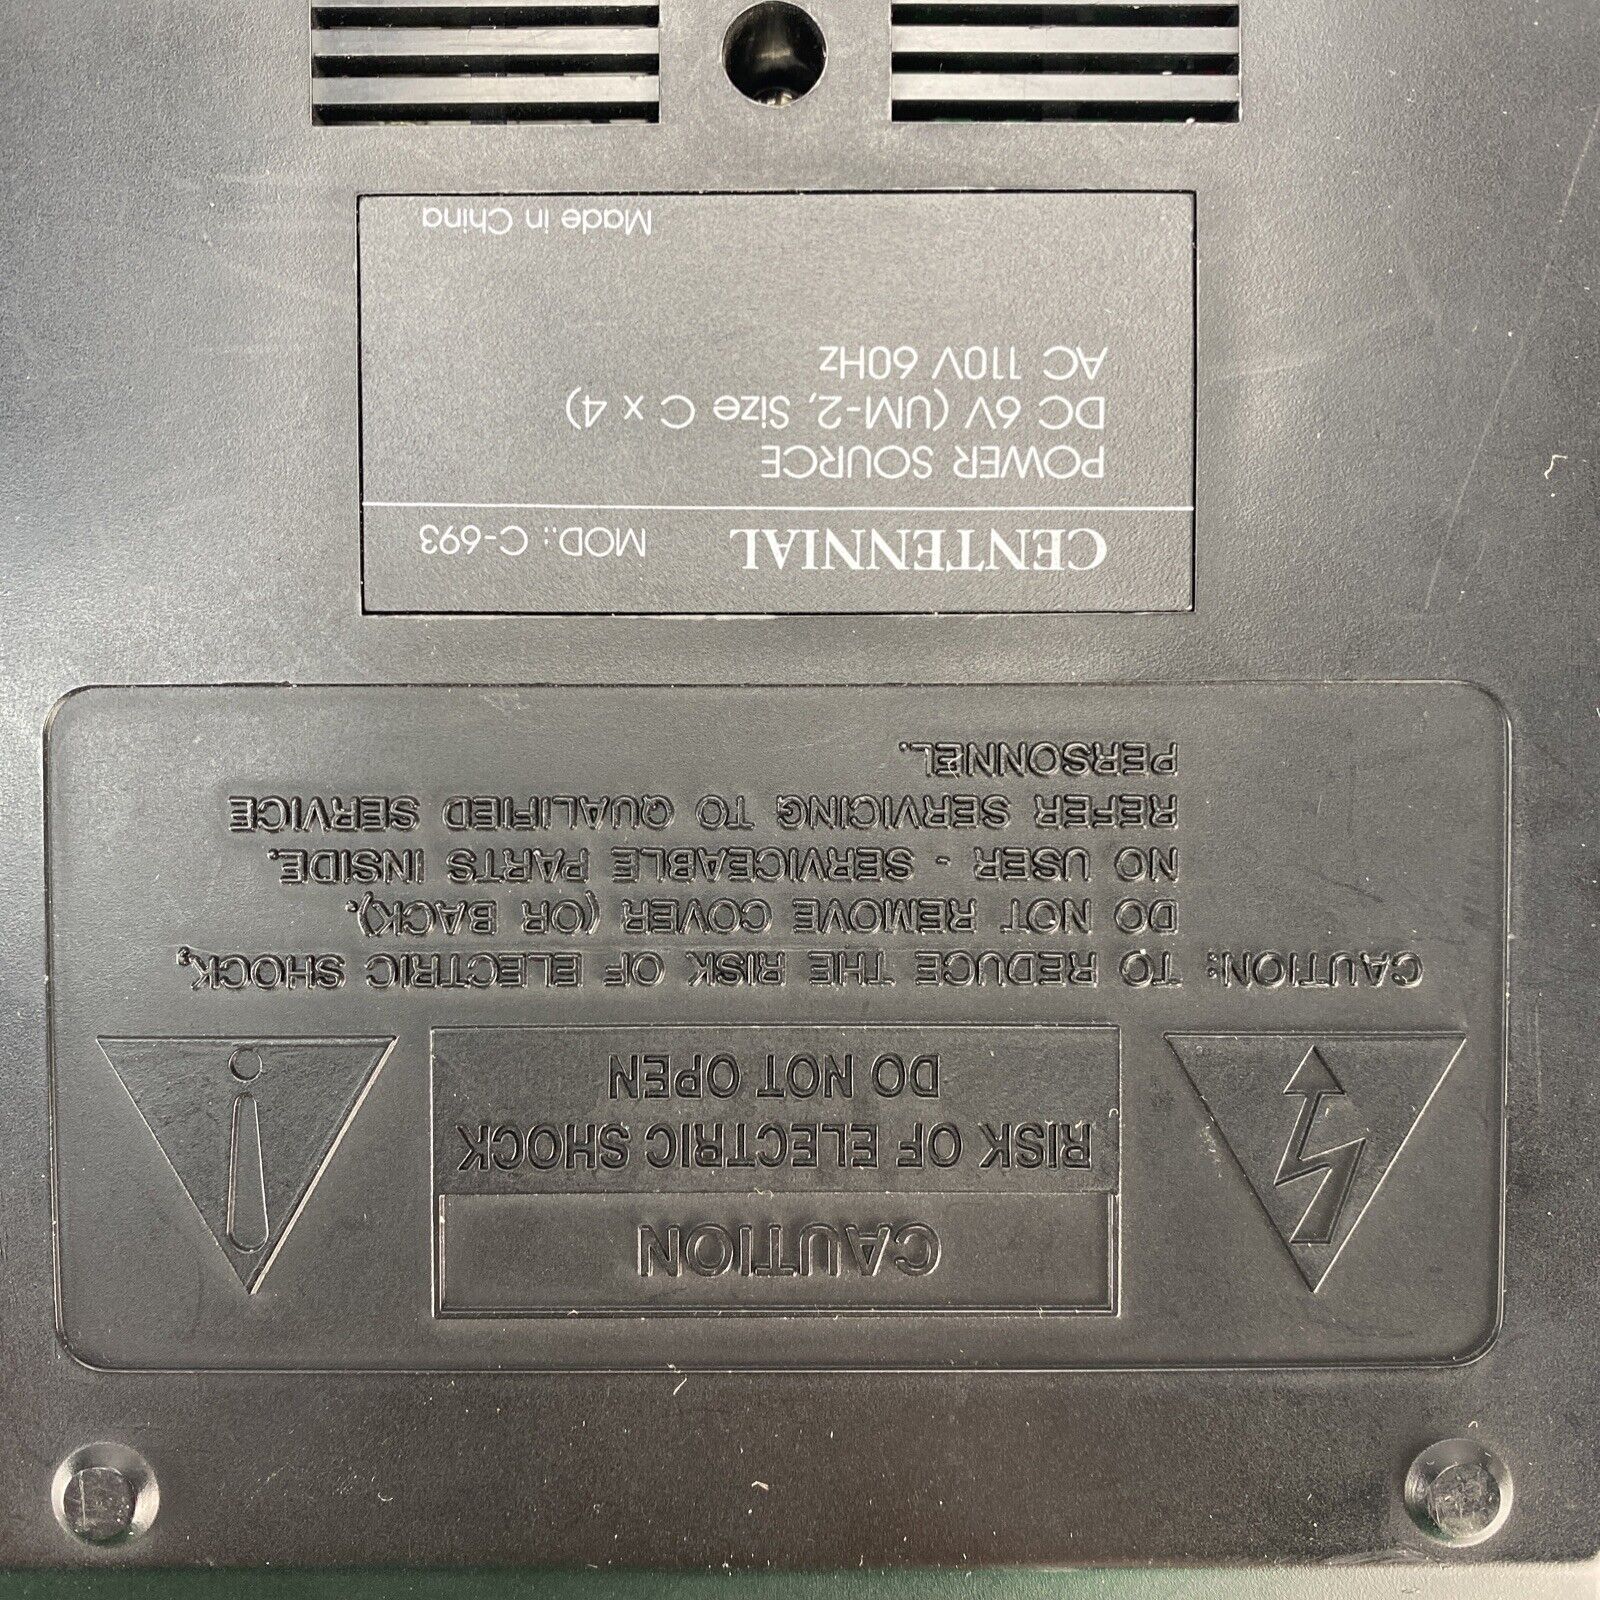 CAUTION
RISK OF ELECTRIC SHOCK
DO NOT OPEN
CAUTION: TO REDUCE THE RISK OF ELECTRIC SHOCK,
DO NOT REMOVE COVER (OR BACK).
NO USER - SERVICEABLE PARTS INSIDE.
REFER SERVICING TO QUALIFIED SERVICE
PERSONNEL.
CENTENNIAL MOD.: C-693
POWER SOURCE
DC 6V (UM-2, Size C x 4)
AC 110V 60Hz
Made in China